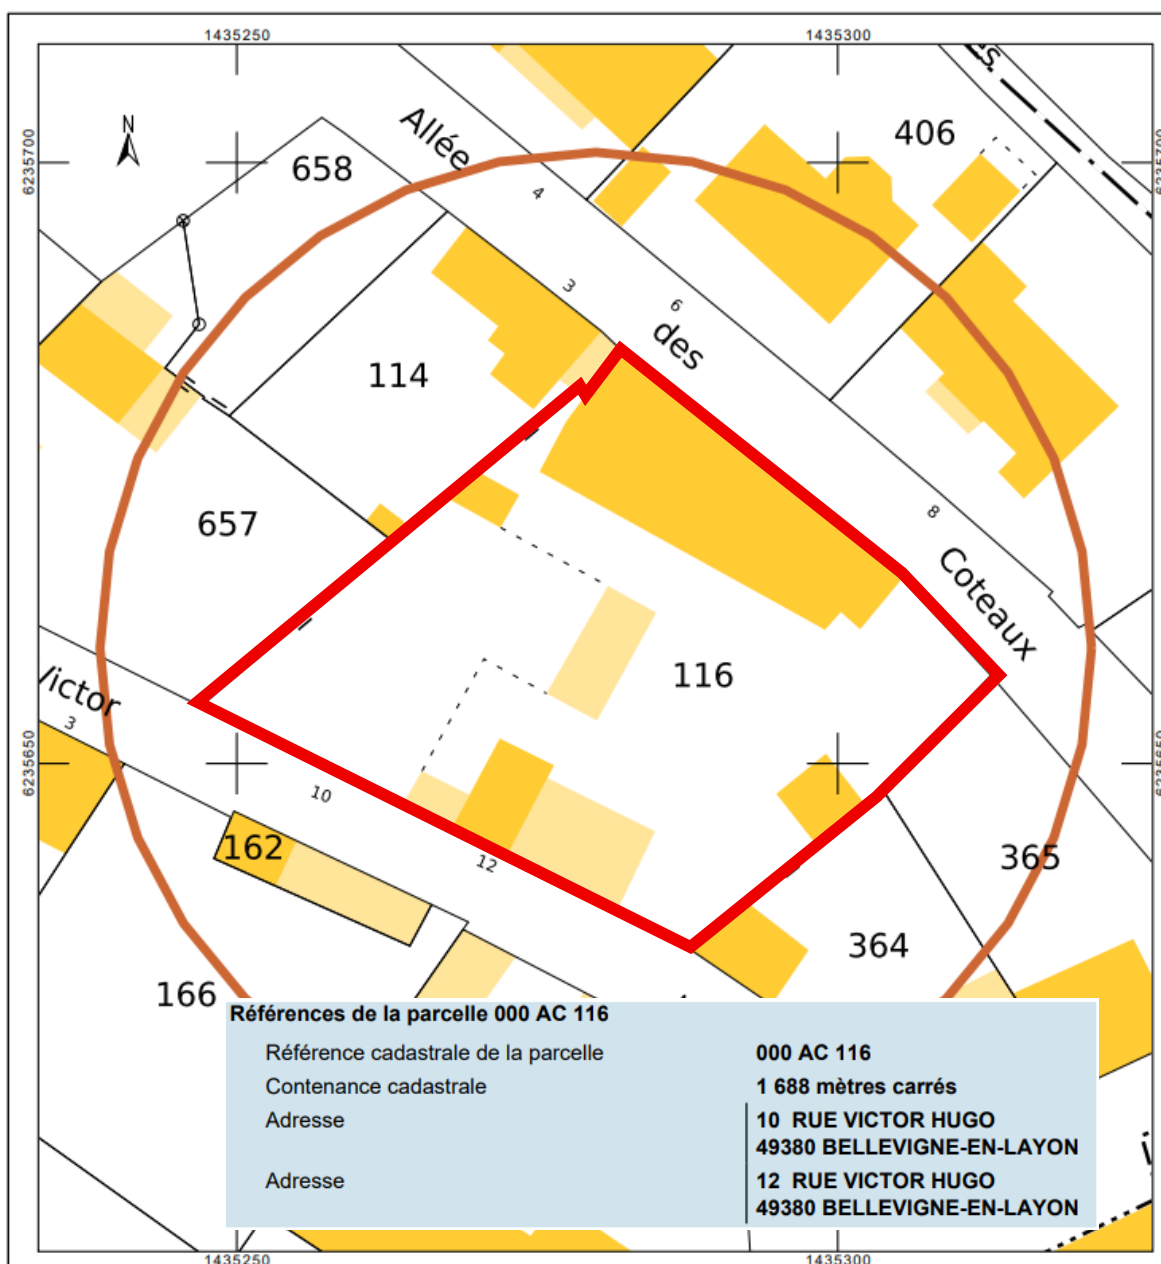 1435250
1435300
N
6235700
6235700
Allée
658
406
4
3
6
des
114
657
8
Coteaux
116
Victor
3
6235650
6235650
10
12
162
365
364
166
Références de la parcelle 000 AC 116
Référence cadastrale de la parcelle 000 AC 116
Contenance cadastrale 1 688 mètres carrés
Adresse 10 RUE VICTOR HUGO
49380 BELLEVIGNE-EN-LAYON
Adresse 12 RUE VICTOR HUGO
49380 BELLEVIGNE-EN-LAYON
1435250
1435300